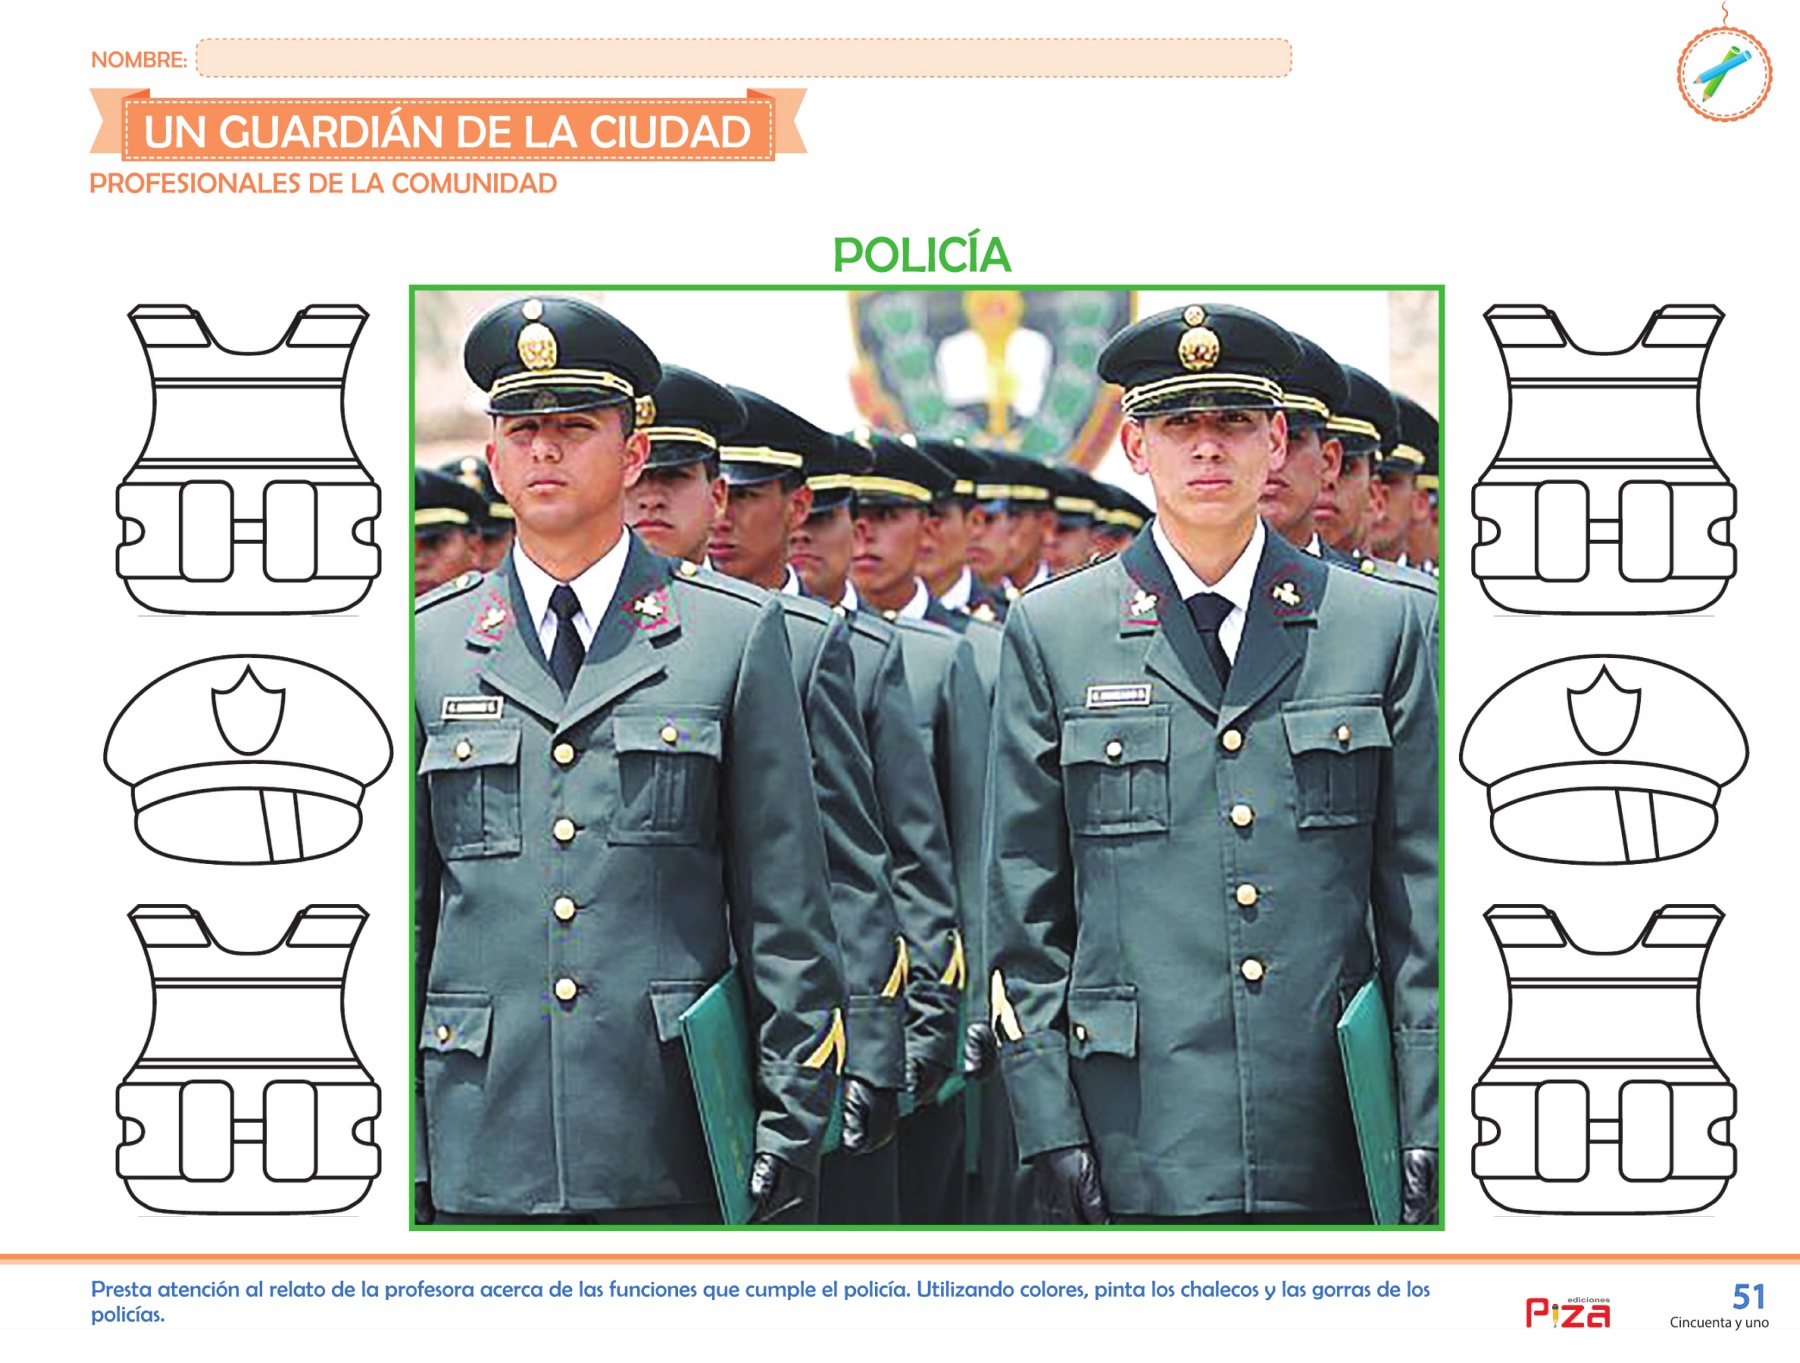 NOMBRE:
UN GUARDIÁN DE LA CIUDAD
PROFESIONALES DE LA COMUNIDAD
POLICÍA
Presta atención al relato de la profesora acerca de las funciones que cumple el policía. Utilizando colores, pinta los chalecos y las gorras de los
policías.
ediciones
Piza
51
Cincuenta y uno